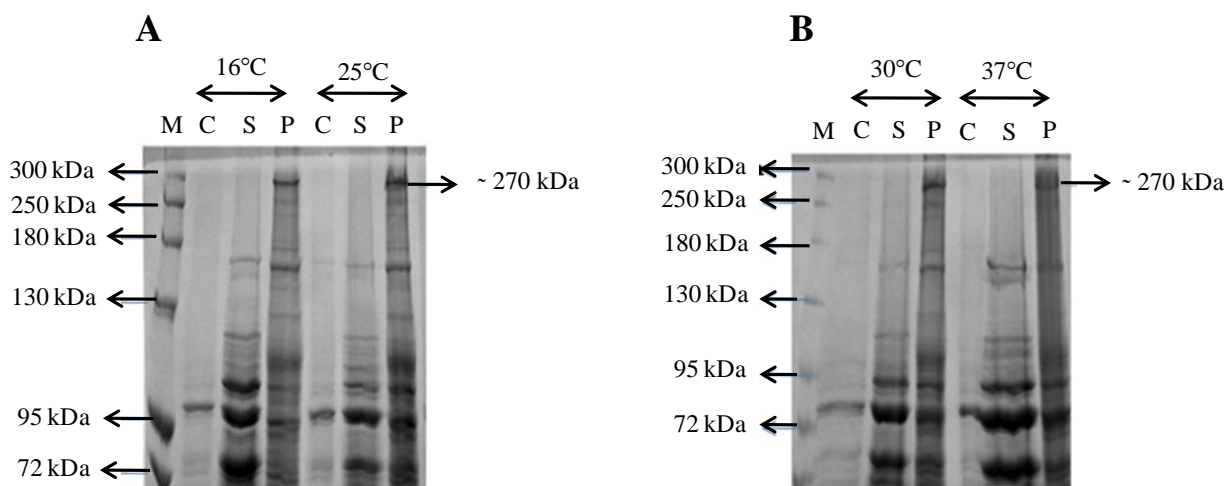 A
16°C 25°C
M C S P C S P
300 kDa
250 kDa
180 kDa
130 kDa
95 kDa
72 kDa
~ 270 kDa
B
30°C 37°C
M C S P C S P
300 kDa
250 kDa
180 kDa
130 kDa
95 kDa
72 kDa
~ 270 kDa